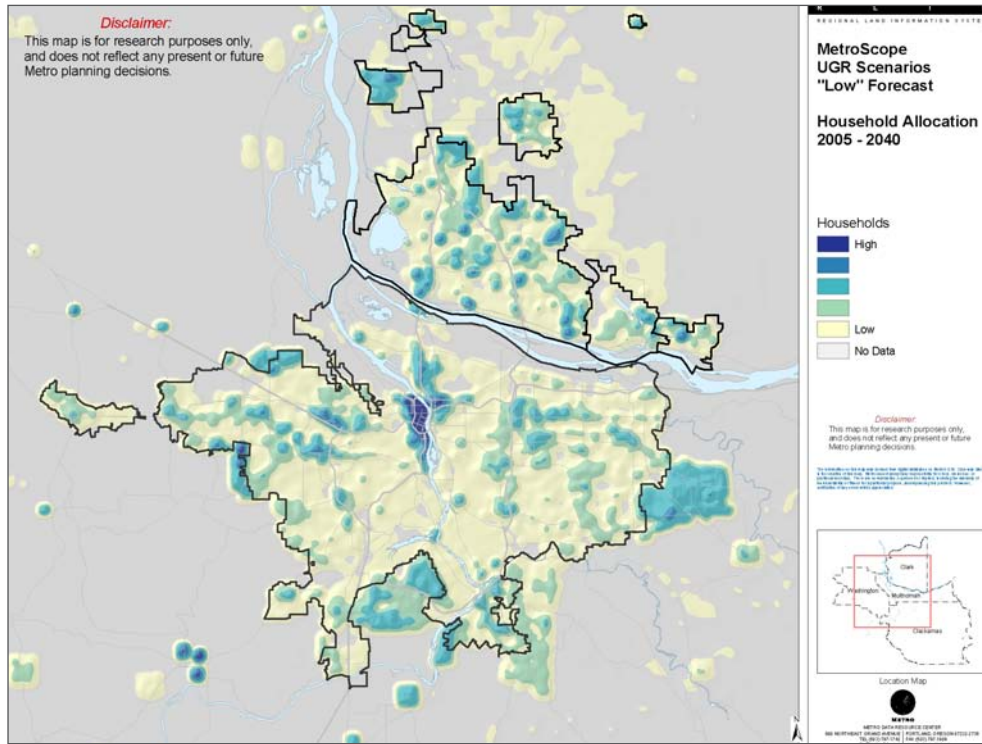 Disclaimer:
This map is for research purposes only,
and does not reflect any present or future
Metro planning decisions.
R L I
REGIONAL LAND INFORMATION SYSTE
MetroScope
UGR Scenarios
"Low" Forecast
Household Allocation
2005 - 2040
Households
High
Low
No Data
Disclaimer:
This map is for research purposes only,
and does not reflect any present or future
Metro planning decisions.
Clark
Washington
Multnomah
Clackamas
Location Map
N
METRO
METRO DATA RESOURCE CENTER
600 NORTHEAST GRAND AVENUE PORTLAND, OREGON 97232-2736